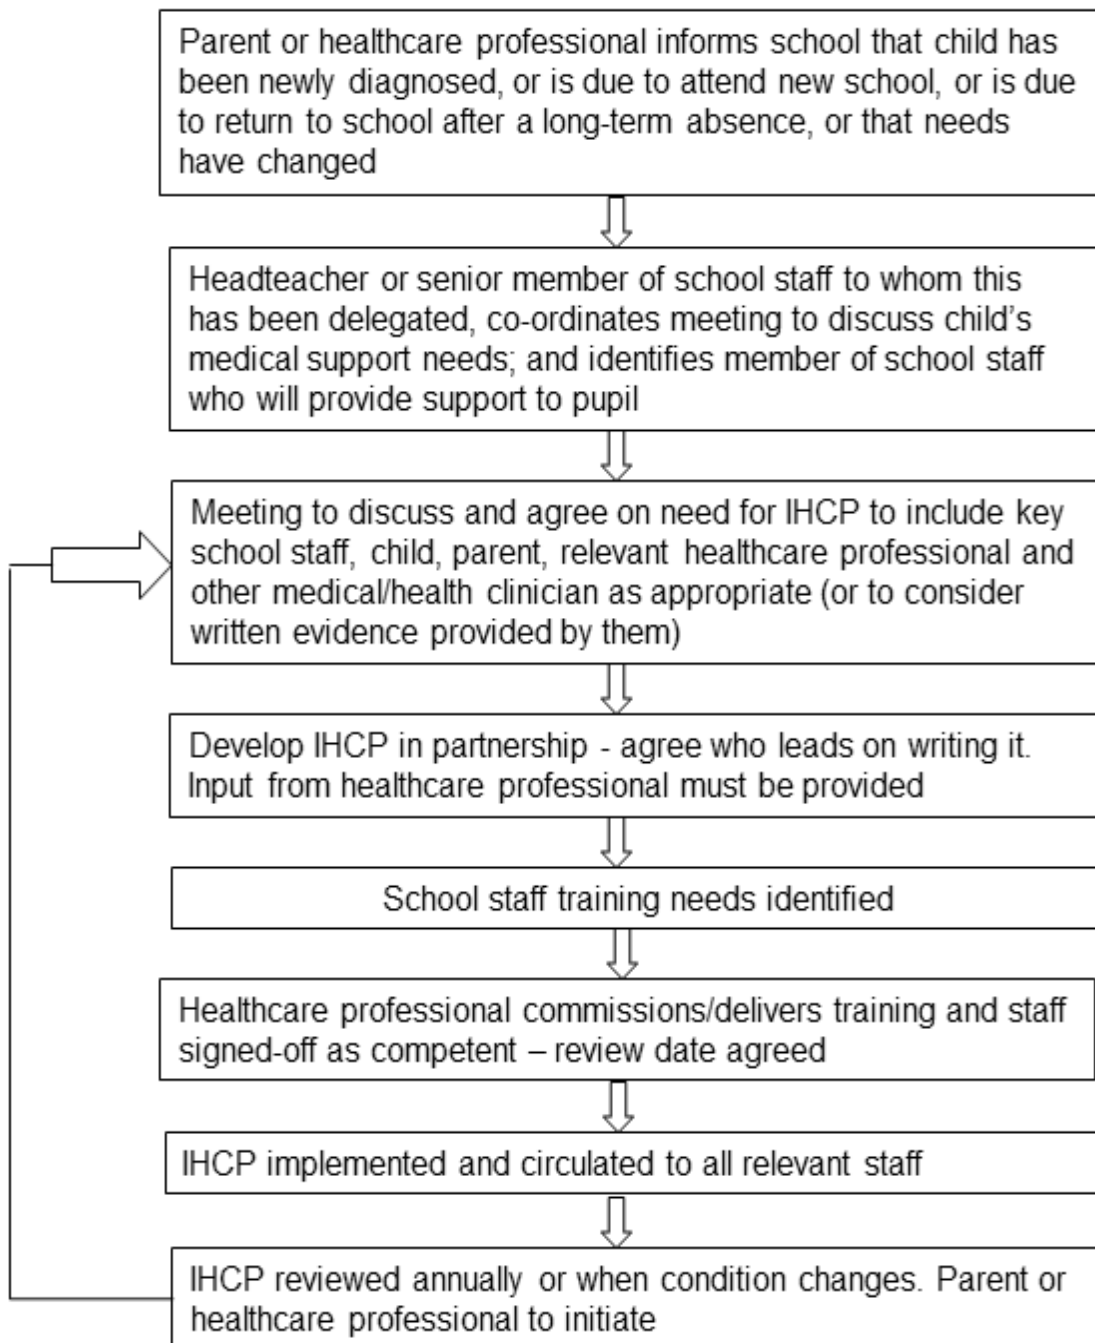 Parent or healthcare professional informs school that child has
been newly diagnosed, or is due to attend new school, or is due
to return to school after a long-term absence, or that needs
have changed
Headteacher or senior member of school staff to whom this
has been delegated, co-ordinates meeting to discuss child’s
medical support needs; and identifies member of school staff
who will provide support to pupil
Meeting to discuss and agree on need for IHCP to include key
school staff, child, parent, relevant healthcare professional and
other medical/health clinician as appropriate (or to consider
written evidence provided by them)
Develop IHCP in partnership - agree who leads on writing it.
Input from healthcare professional must be provided
School staff training needs identified
Healthcare professional commissions/delivers training and staff
signed-off as competent – review date agreed
IHCP implemented and circulated to all relevant staff
IHCP reviewed annually or when condition changes. Parent or
healthcare professional to initiate